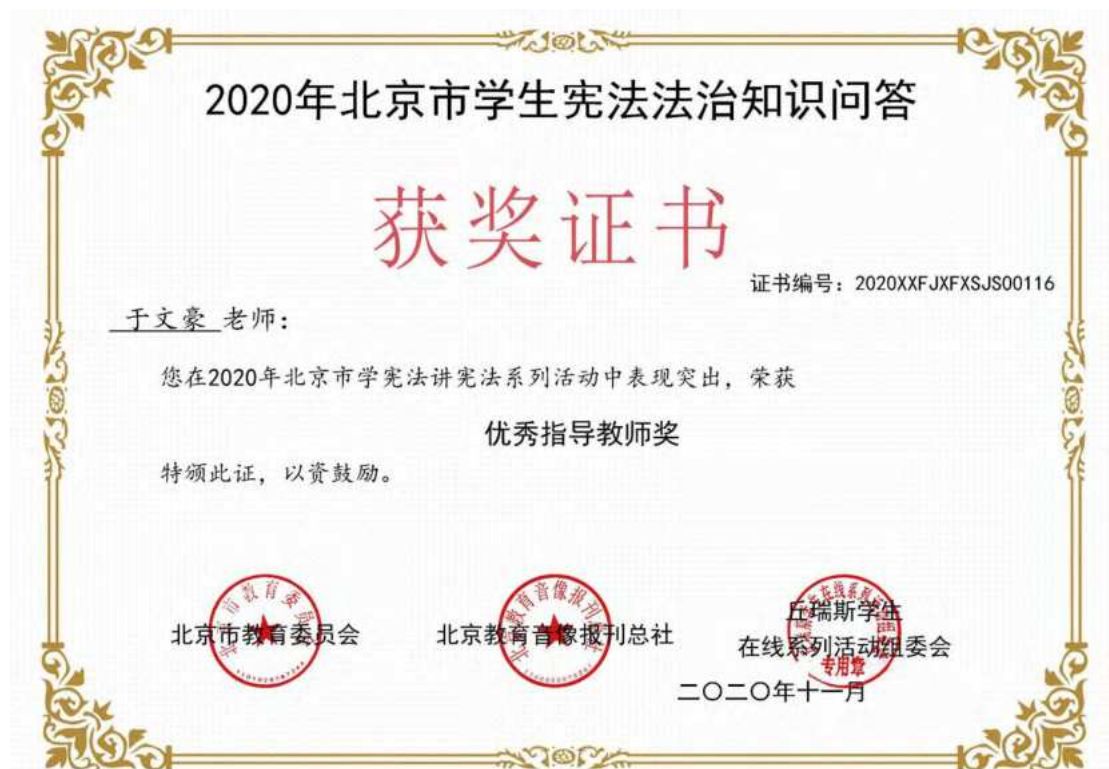 2020年北京市学生宪法法治知识问答
获奖证书
证书编号：2020XXFJXFXSJS00116
于文豪 老师：
您在2020年北京市学宪法讲宪法系列活动中表现突出，荣获
优秀指导教师奖
特颁此证，以资鼓励。
北京市教育委员会
北京教育音像报刊总社
丘瑞斯学生
在线系列活动组委会
专用章
二〇二〇年十一月